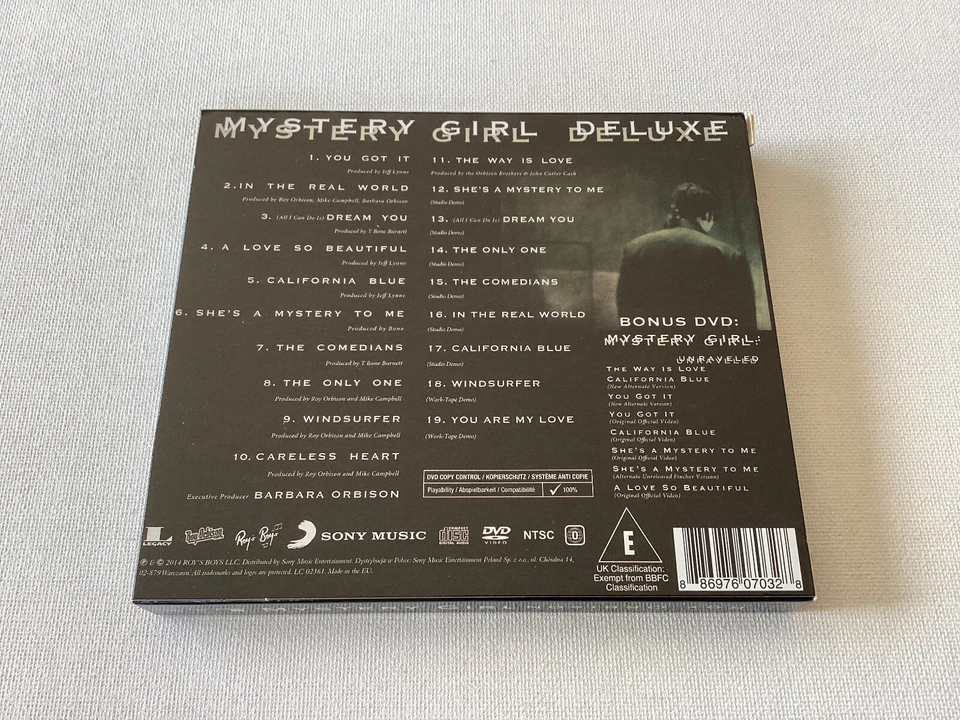 MYSTERY GIRL DELUXE
1. YOU GOT IT
Produced by Jeff Lynne
2. IN THE REAL WORLD
Produced by Roy Orbison, Mike Campbell, Barbara Orbison
3. (All I Can Do Is) DREAM YOU
Produced by T Bone Burnett
4. A LOVE SO BEAUTIFUL
Produced by Jeff Lynne
5. CALIFORNIA BLUE
Produced by Jeff Lynne
6. SHE'S A MYSTERY TO ME
Produced by Bono
7. THE COMEDIANS
Produced by T Bone Burnett
8. THE ONLY ONE
Produced by Roy Orbison and Mike Campbell
9. WINDSURFER
Produced by Roy Orbison and Mike Campbell
10. CARELESS HEART
Produced by Roy Orbison and Mike Campbell
Executive Producer BARBARA ORBISON
11. THE WAY IS LOVE
Produced by the Orbison Brothers & John Carter Cash
12. SHE'S A MYSTERY TO ME
(Studio Demo)
13. (All I Can Do Is) DREAM YOU
(Studio Demo)
14. THE ONLY ONE
(Studio Demo)
15. THE COMEDIANS
(Studio Demo)
16. IN THE REAL WORLD
(Studio Demo)
17. CALIFORNIA BLUE
(Studio Demo)
18. WINDSURFER
(Work-Tape Demo)
19. YOU ARE MY LOVE
(Work-Tape Demo)
DVD COPY CONTROL / KOPIERSCHUTZ / SYSTÈME ANTI COPIE
Playability / Abspielbarkeit / Compatibilité ✓ 100%
BONUS DVD:
MYSTERY GIRL:
UNRAVELED
THE WAY IS LOVE
CALIFORNIA BLUE
(New Alternate Version)
YOU GOT IT
(New Alternate Version)
YOU GOT IT
(Original Official Video)
CALIFORNIA BLUE
(Original Official Video)
SHE'S A MYSTERY TO ME
(Original Official Video)
SHE'S A MYSTERY TO ME
(Alternate Unreleased Fincher Version)
A LOVE SO BEAUTIFUL
(Original Official Video)
LEGACY Roy Orbison Roy's Boys SONY MUSIC COMPACT disc DIGITAL AUDIO DVD VIDEO NTSC 0
℗ & © 2014 ROY'S BOYS LLC. Distributed by Sony Music Entertainment. Dystrybucja w Polsce: Sony Music Entertainment Poland Sp. z o.o., ul. Chłodna 14,
02-879 Warszawa. All trademarks and logos are protected. LC 02361. Made in the EU.
E
UK Classification:
Exempt from BBFC
Classification
8 86976 07032 8